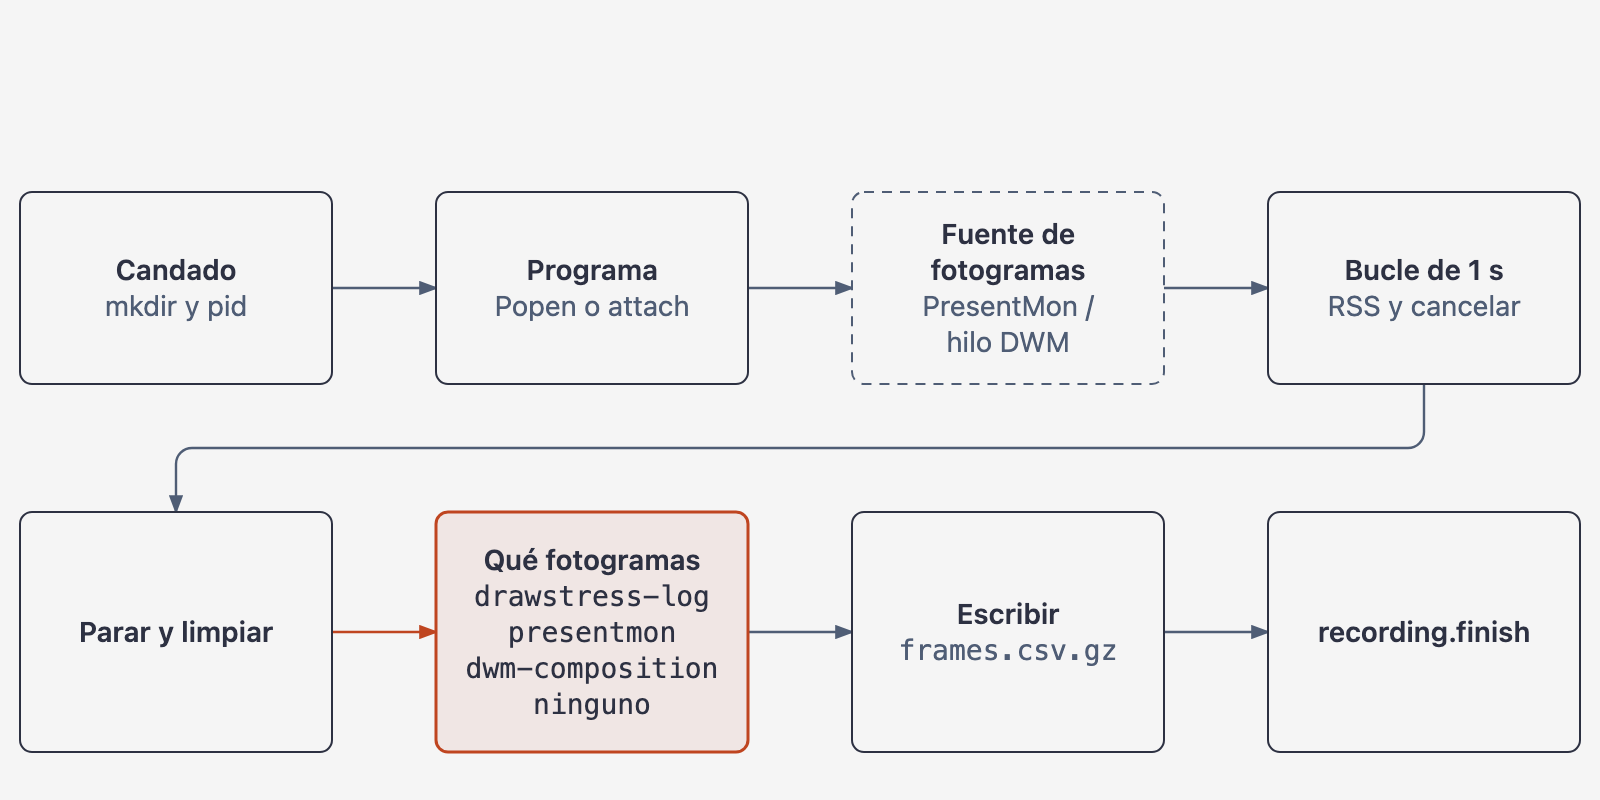 Candado
mkdir y pid
Programa
Popen o attach
Fuente de
fotogramas
PresentMon /
hilo DWM
Bucle de 1 s
RSS y cancelar
Parar y limpiar
Qué fotogramas
drawstress-log
presentmon
dwm-composition
ninguno
Escribir
frames.csv.gz
recording.finish